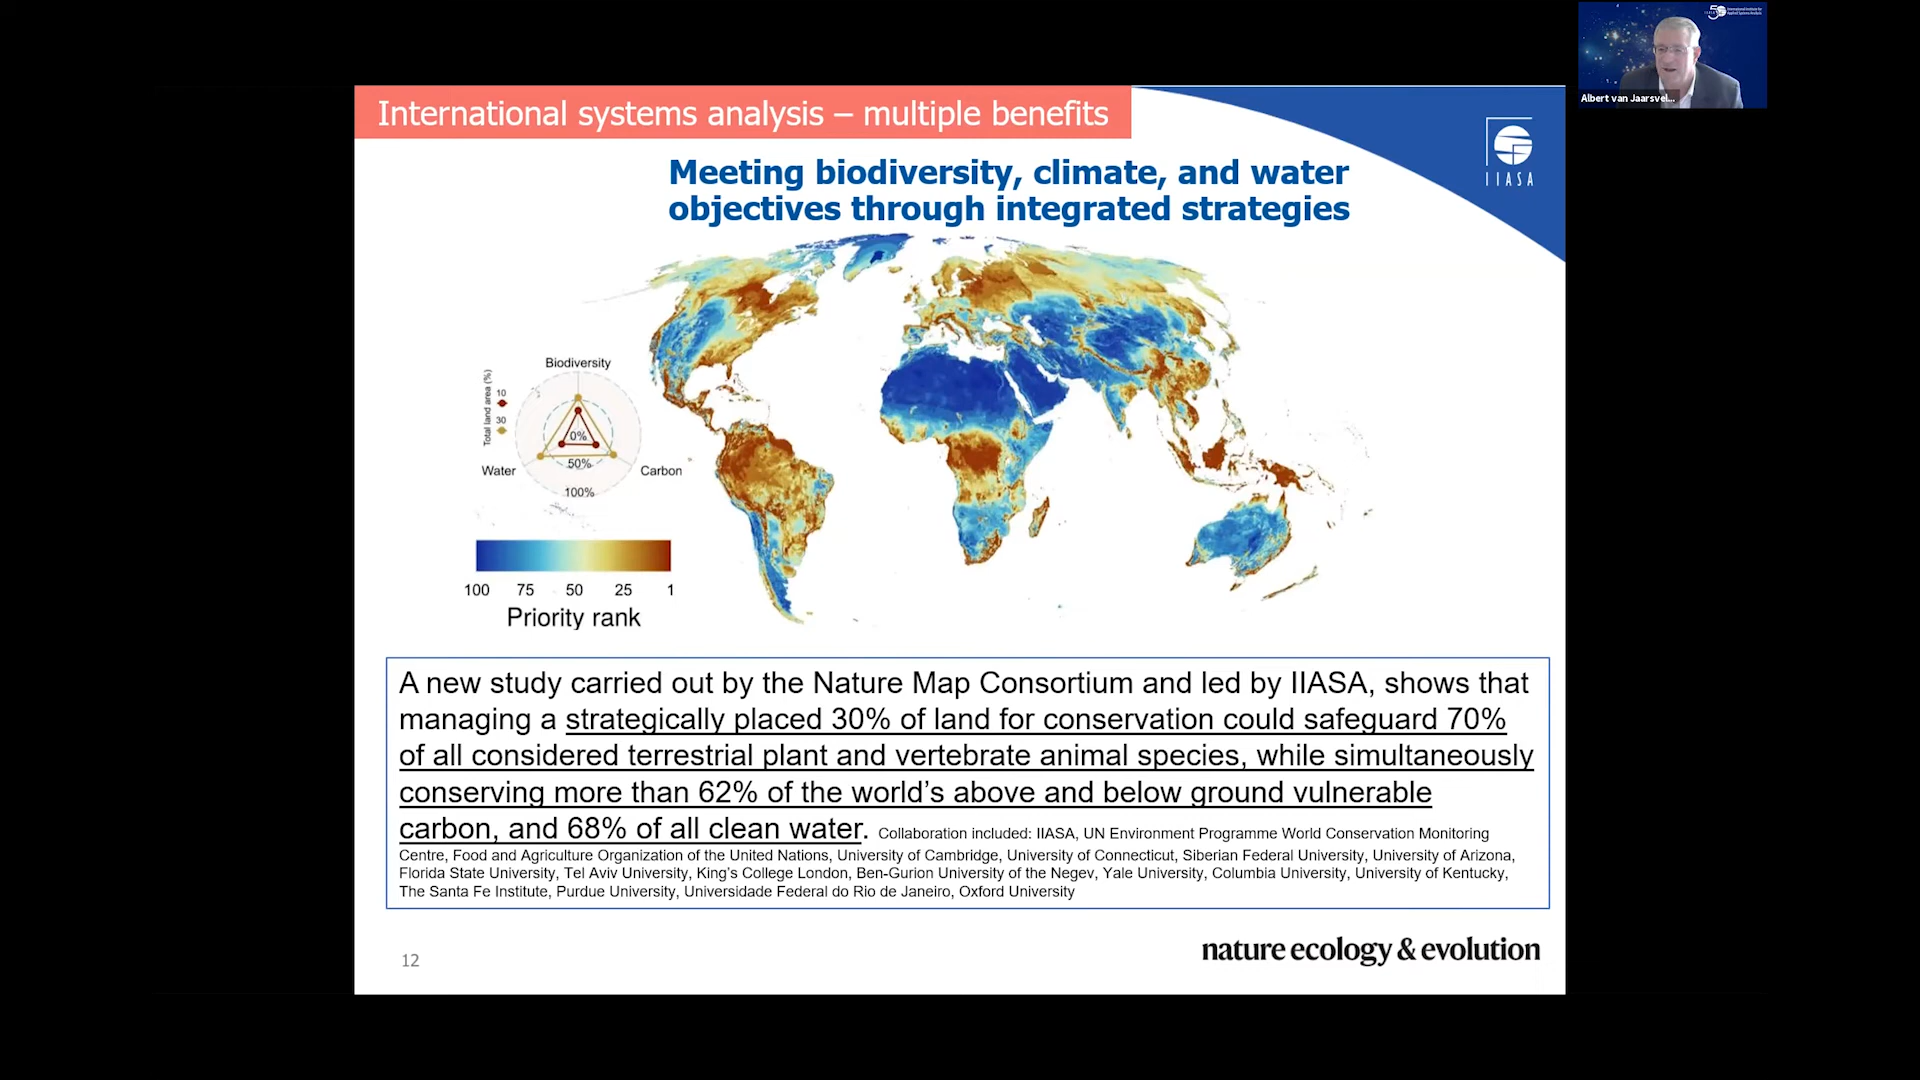 International systems analysis – multiple benefits
Albert van Jaarsvel...
IIASA
Meeting biodiversity, climate, and water
objectives through integrated strategies
Biodiversity
Total land area (%)
10
30
0%
50%
100%
Water
Carbon
100 75 50 25 1
Priority rank
A new study carried out by the Nature Map Consortium and led by IIASA, shows that
managing a strategically placed 30% of land for conservation could safeguard 70%
of all considered terrestrial plant and vertebrate animal species, while simultaneously
conserving more than 62% of the world’s above and below ground vulnerable
carbon, and 68% of all clean water. Collaboration included: IIASA, UN Environment Programme World Conservation Monitoring
Centre, Food and Agriculture Organization of the United Nations, University of Cambridge, University of Connecticut, Siberian Federal University, University of Arizona,
Florida State University, Tel Aviv University, King’s College London, Ben-Gurion University of the Negev, Yale University, Columbia University, University of Kentucky,
The Santa Fe Institute, Purdue University, Universidade Federal do Rio de Janeiro, Oxford University
12
nature ecology & evolution